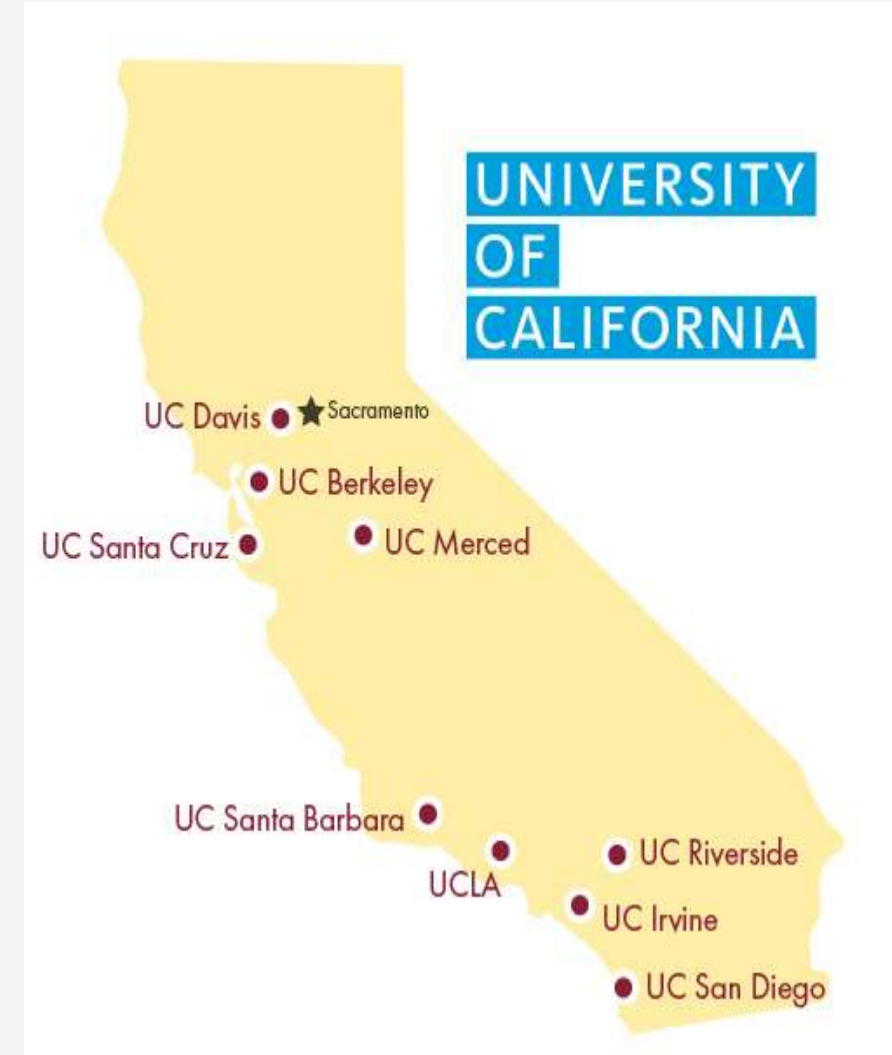 UNIVERSITY
OF
CALIFORNIA
UC Davis
Sacramento
UC Berkeley
UC Santa Cruz
UC Merced
UC Santa Barbara
UCLA
UC Riverside
UC Irvine
UC San Diego